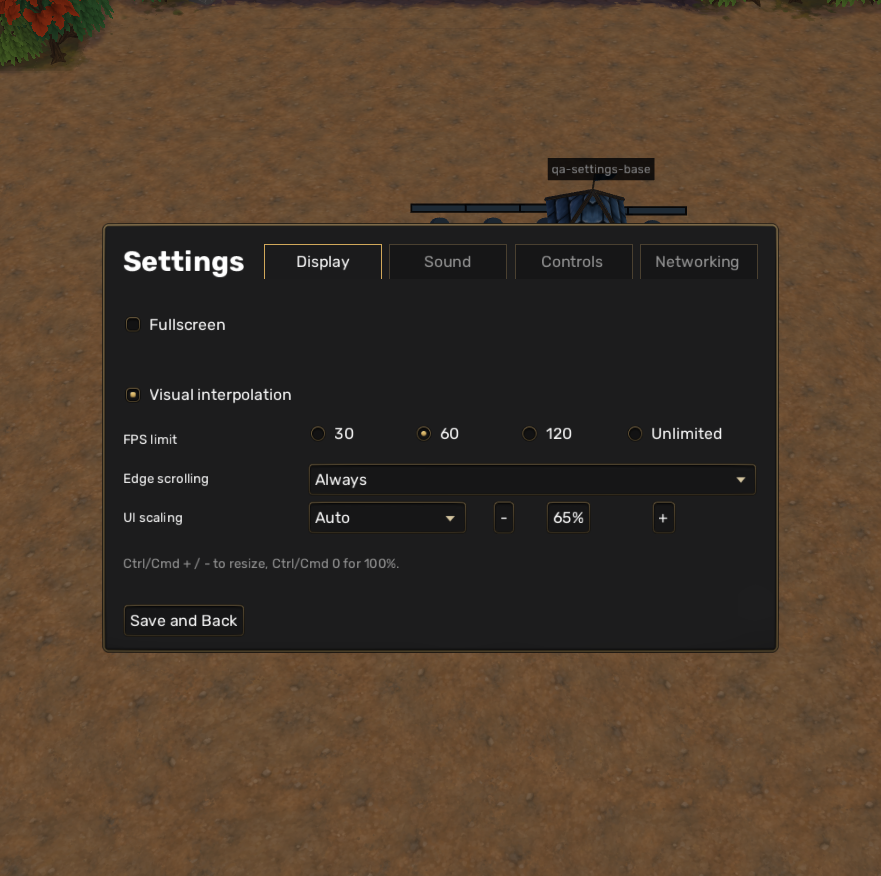 qa-settings-base
Settings Display Sound Controls Networking
Fullscreen
Visual interpolation
FPS limit 30 60 120 Unlimited
Edge scrolling Always
UI scaling Auto - 65% +
Ctrl/Cmd + / - to resize, Ctrl/Cmd 0 for 100%.
Save and Back